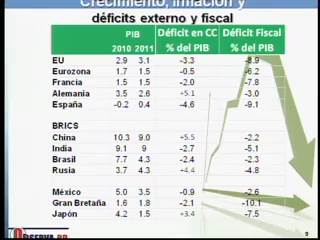 Crecimiento, inflación y
déficits externo y fiscal
PIB Déficit en CC Déficit Fiscal
2010 2011 % del PIB % del PIB
EU 2.9 3.1 -3.3 -8.9
Eurozona 1.7 1.5 -0.5 -6.2
Francia 1.5 1.5 -2.0 -7.8
Alemania 3.5 2.6 +5.1 -3.0
España -0.2 0.4 -4.6 -9.1
BRICS
China 10.3 9.0 +5.5 -2.2
India 9.1 9 -2.7 -5.1
Brasil 7.7 4.3 -2.4 -2.3
Rusia 3.7 4.3 +4.4 -4.8
México 5.0 3.5 -0.9 -2.6
Gran Bretaña 1.6 1.8 -2.1 -10.1
Japón 4.2 1.5 +3.4 -7.5